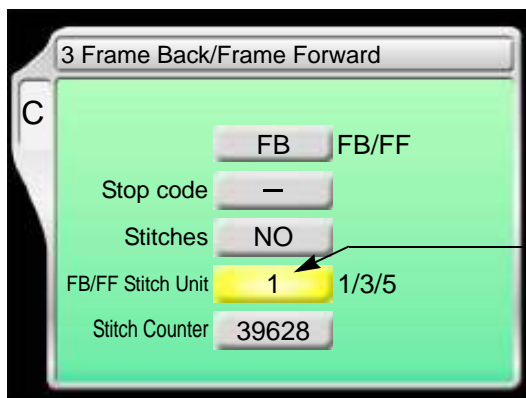 3 Frame Back/Frame Forward
C
FB FB/FF
Stop code –
Stitches NO
FB/FF Stitch Unit 1 1/3/5
Stitch Counter 39628